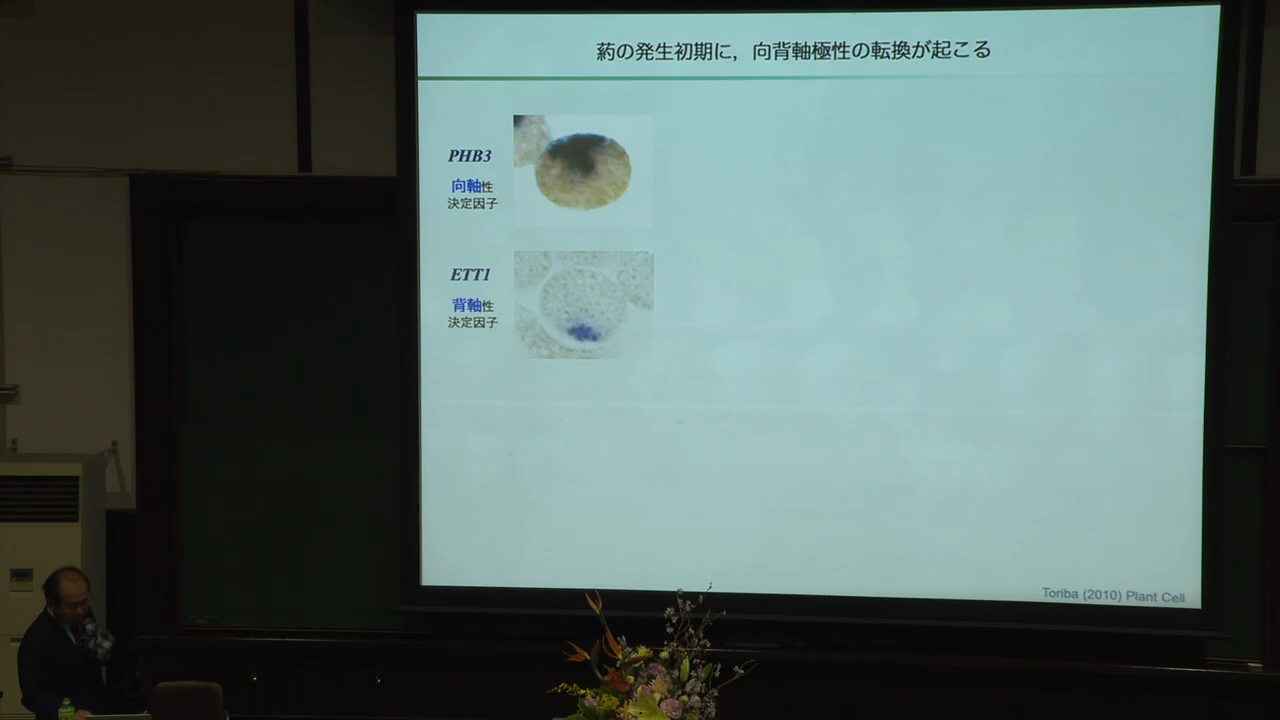 葯の発生初期に，向背軸極性の転換が起こる
PHB3
向軸性
決定因子
ETT1
背軸性
決定因子
Toriba (2010) Plant Cell